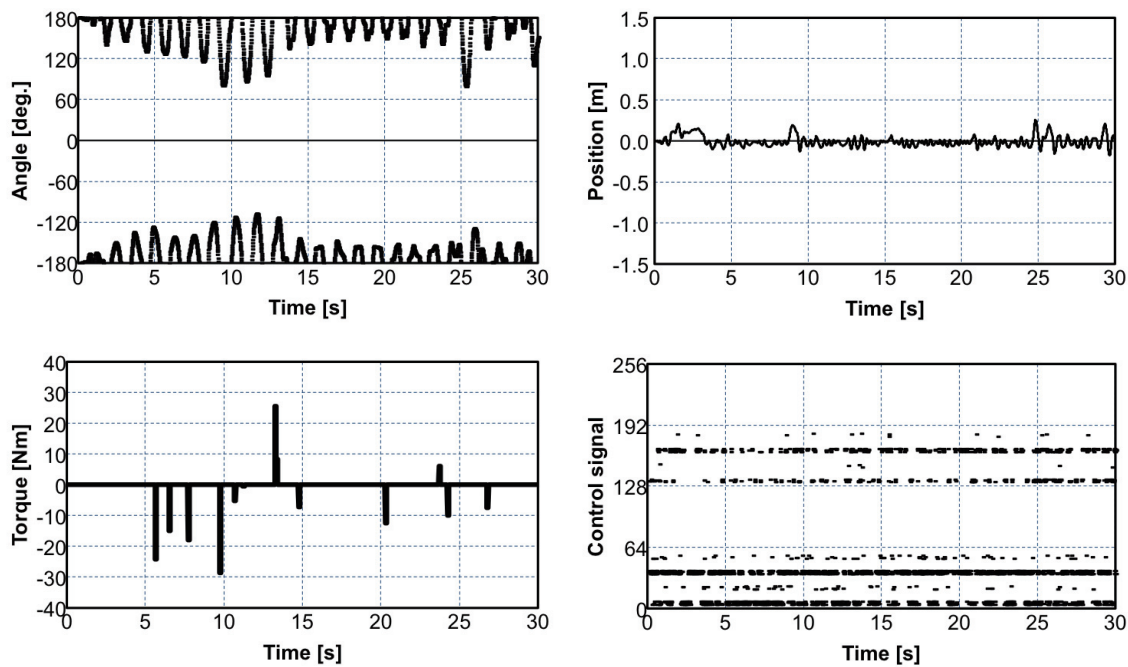 180
120
60
0
-60
-120
-180
Angle [deg.]
0 5 10 15 20 25 30
Time [s]
1.5
1.0
0.5
0.0
-0.5
-1.0
-1.5
Position [m]
0 5 10 15 20 25 30
Time [s]
40
30
20
10
0
-10
-20
-30
-40
Torque [Nm]
0 5 10 15 20 25 30
Time [s]
256
192
128
64
0
Control signal
0 5 10 15 20 25 30
Time [s]